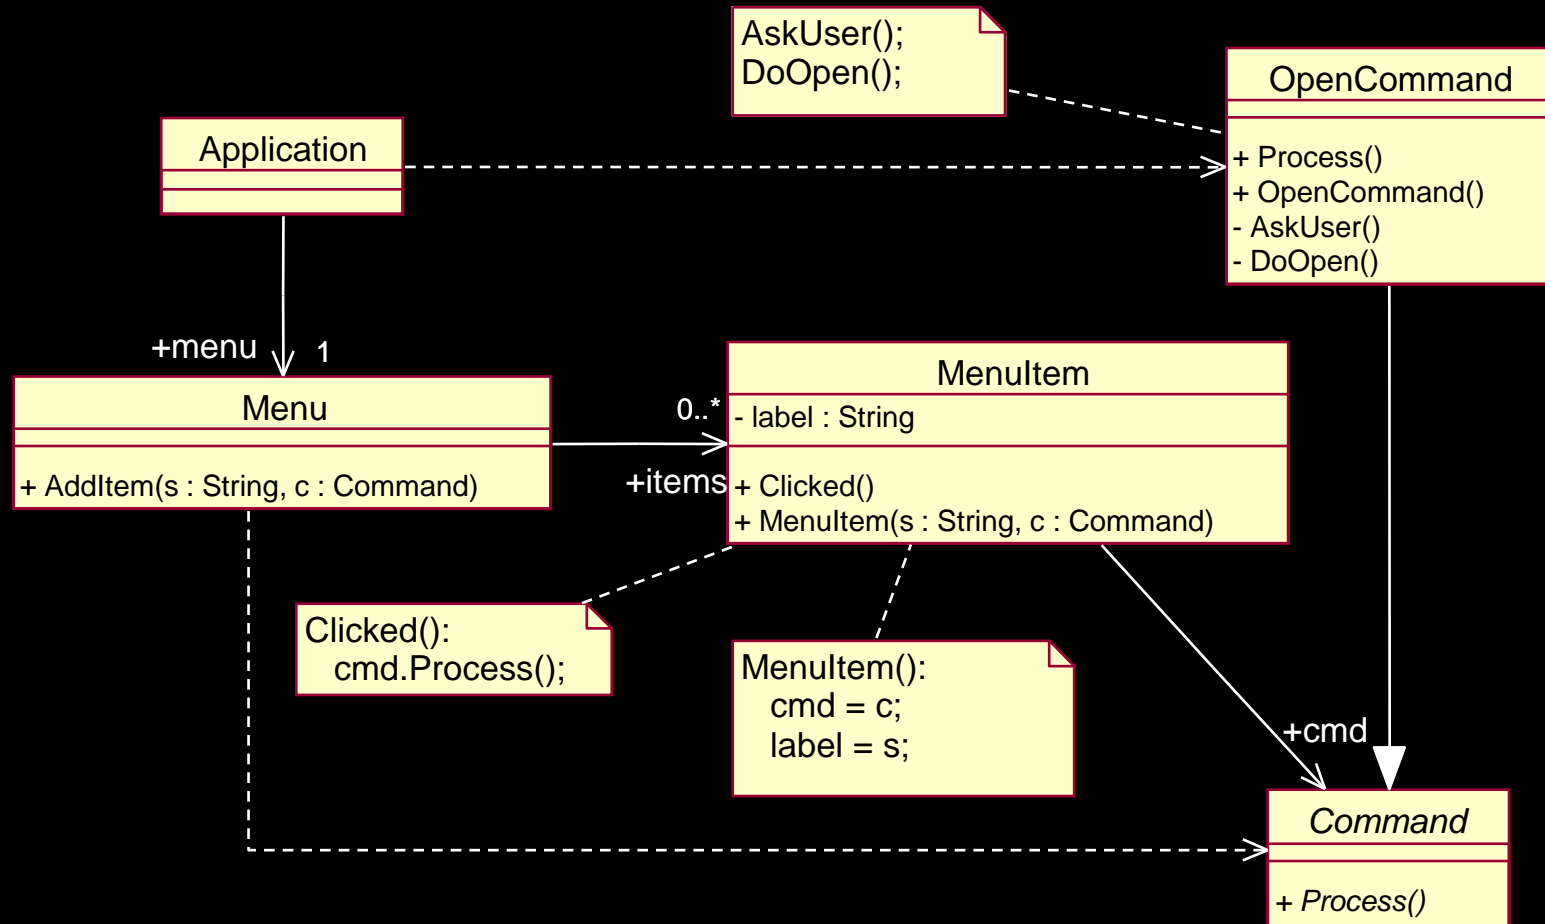 AskUser();
DoOpen();
OpenCommand
+ Process()
+ OpenCommand()
- AskUser()
- DoOpen()
Application
+menu
1
Menu
+ AddItem(s : String, c : Command)
0..*
+items
MenuItem
- label : String
+ Clicked()
+ MenuItem(s : String, c : Command)
Clicked():
cmd.Process();
MenuItem():
cmd = c;
label = s;
+cmd
Command
+ Process()